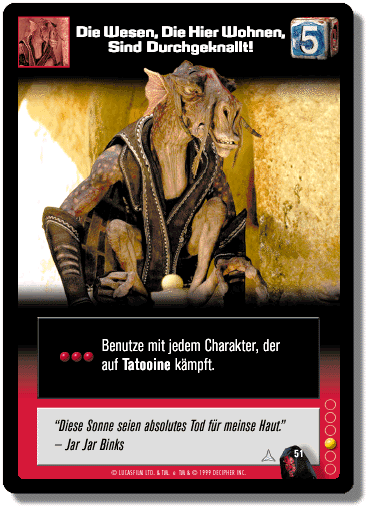 Die Wesen, Die Hier Wohnen,
Sind Durchgeknallt!
5
Benutze mit jedem Charakter, der
auf Tatooine kämpft.
"Diese Sonne seien absolutes Tod für meinse Haut."
– Jar Jar Binks
51
© LUCASFILM LTD. & TM. ® TM & © 1999 DECIPHER INC.